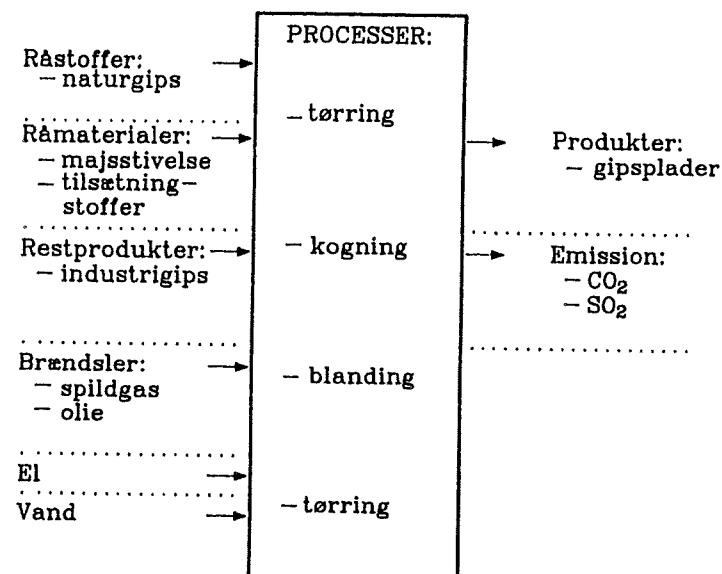 Råstoffer:
— naturgips
Råmaterialer:
— majsstivelse
— tilsætning—
stoffer
Restprodukter:
— industrigips
Brændsler:
— spildgas
— olie
El
Vand
PROCESSER:
— tørring
— kogning
— blanding
— tørring
Produkter:
— gipsplader
Emission:
— CO₂
— SO₂